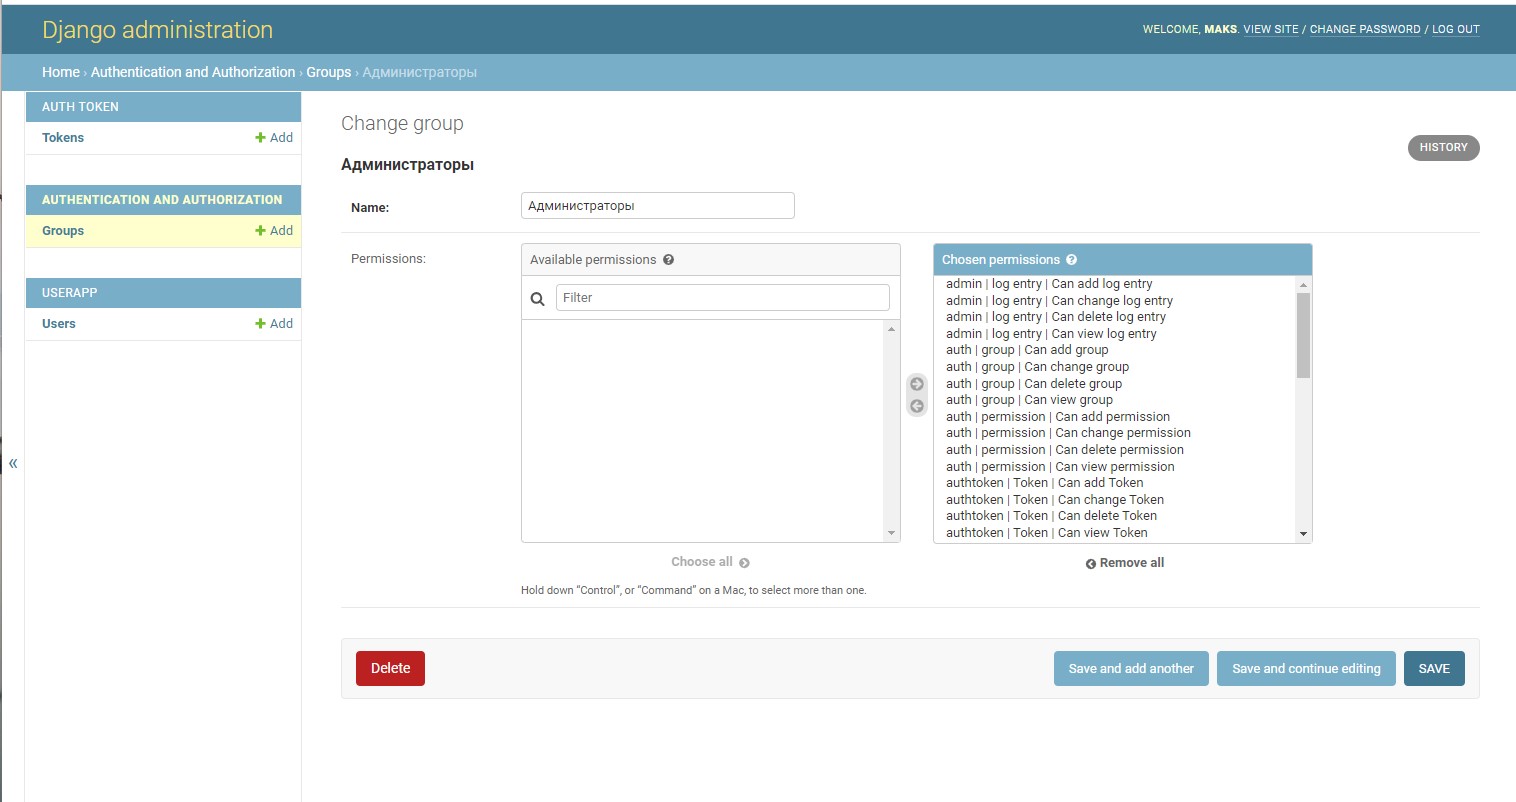 Django administration
WELCOME, MAKS. VIEW SITE / CHANGE PASSWORD / LOG OUT
Home › Authentication and Authorization › Groups › Администраторы
AUTH TOKEN
Tokens + Add
AUTHENTICATION AND AUTHORIZATION
Groups + Add
USERAPP
Users + Add
«
Change group
HISTORY
Администраторы
Name: Администраторы
Permissions:
Available permissions ?
Filter
Choose all
Chosen permissions ?
admin | log entry | Can add log entry
admin | log entry | Can change log entry
admin | log entry | Can delete log entry
admin | log entry | Can view log entry
auth | group | Can add group
auth | group | Can change group
auth | group | Can delete group
auth | group | Can view group
auth | permission | Can add permission
auth | permission | Can change permission
auth | permission | Can delete permission
auth | permission | Can view permission
authtoken | Token | Can add Token
authtoken | Token | Can change Token
authtoken | Token | Can delete Token
authtoken | Token | Can view Token
Remove all
Hold down “Control”, or “Command” on a Mac, to select more than one.
Delete
Save and add another
Save and continue editing
SAVE